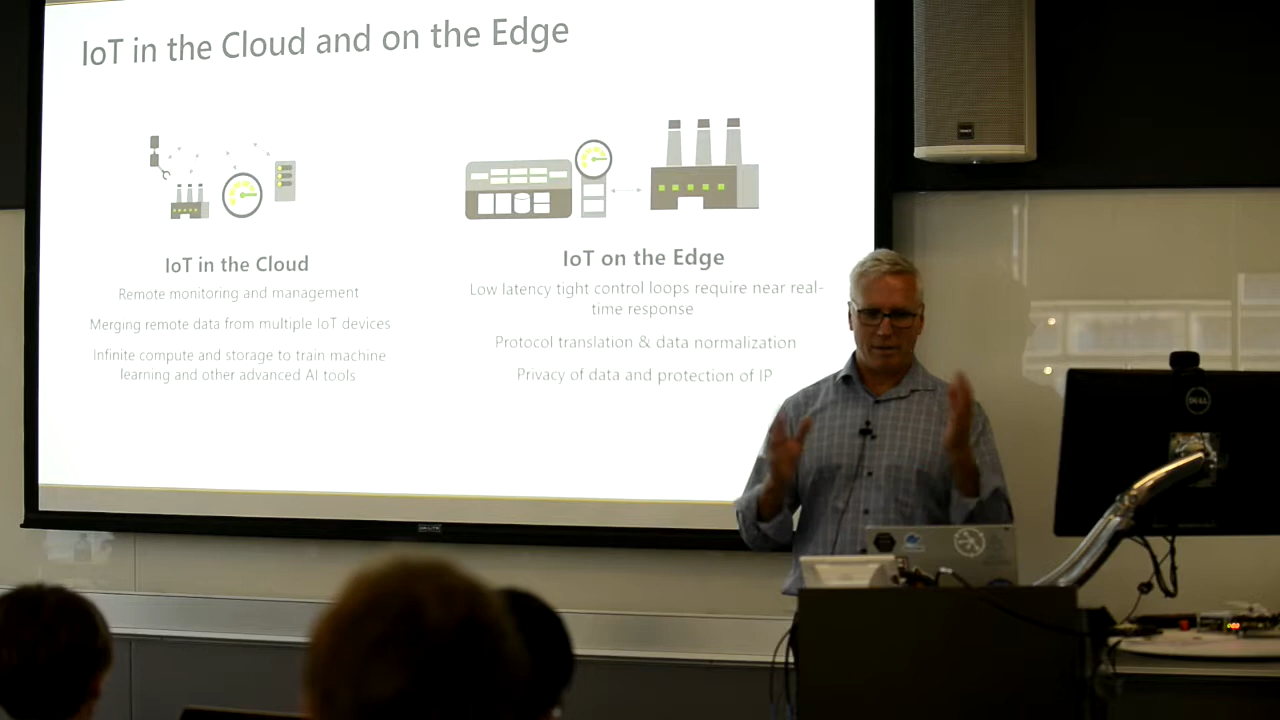 IoT in the Cloud and on the Edge
IoT in the Cloud
Remote monitoring and management
Merging remote data from multiple IoT devices
Infinite compute and storage to train machine
learning and other advanced AI tools
IoT on the Edge
Low latency tight control loops require near real-
time response
Protocol translation & data normalization
Privacy of data and protection of IP
DELL